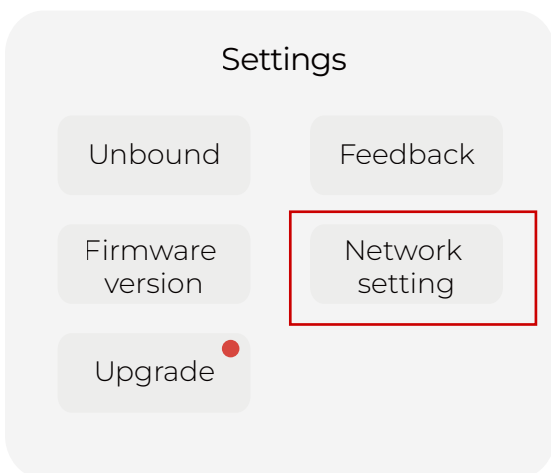 Settings
Unbound
Feedback
Firmware
version
Network
setting
Upgrade